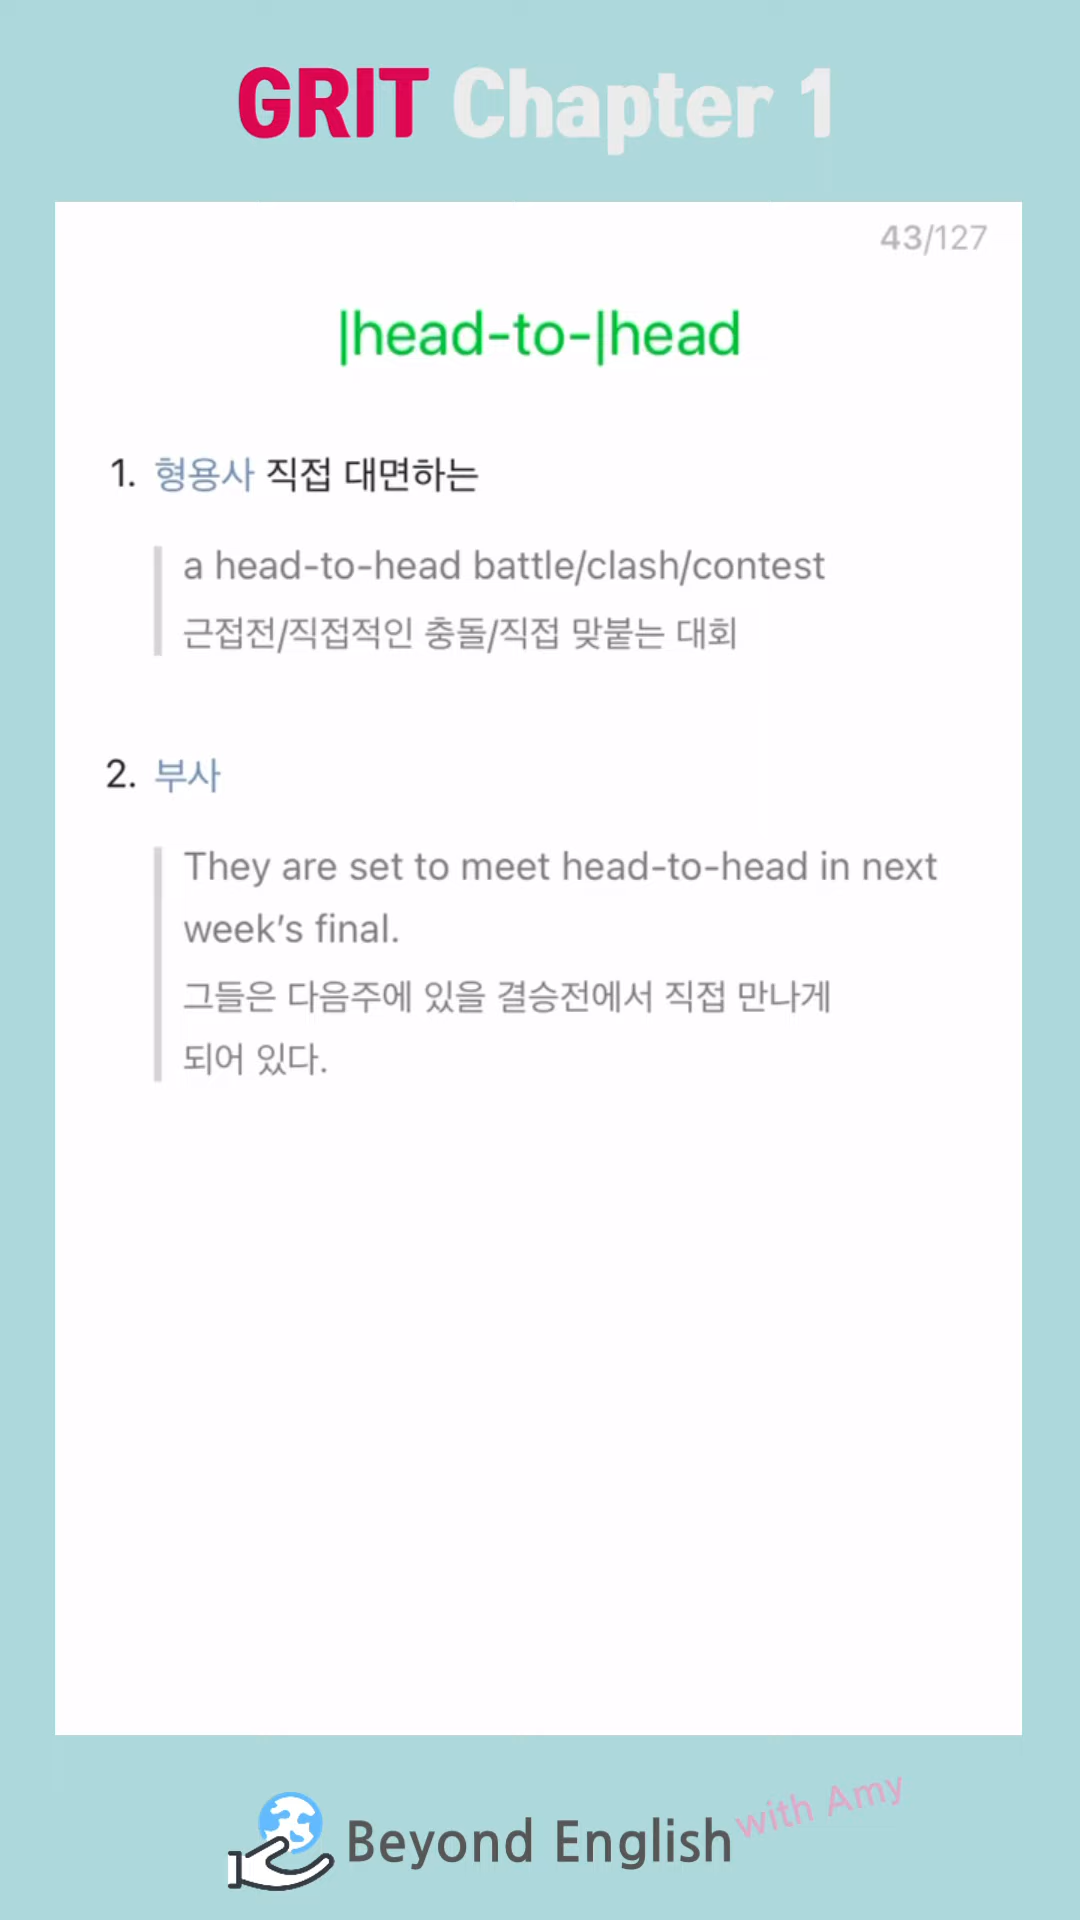 GRIT Chapter 1
43/127
|head-to-|head
1. 형용사 직접 대면하는
a head-to-head battle/clash/contest
근접전/직접적인 충돌/직접 맞붙는 대회
2. 부사
They are set to meet head-to-head in next
week’s final.
그들은 다음주에 있을 결승전에서 직접 만나게
되어 있다.
Beyond English with Amy